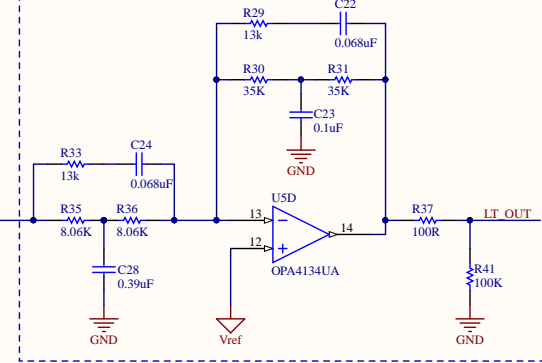 R29
13k
C22
0.068uF
R30
35K
R31
35K
C23
0.1uF
GND
R33
13k
C24
0.068uF
R35
8.06K
R36
8.06K
C28
0.39uF
GND
U5D
13
12
14
OPA4134UA
Vref
R37
100R
LT_OUT
R41
100K
GND